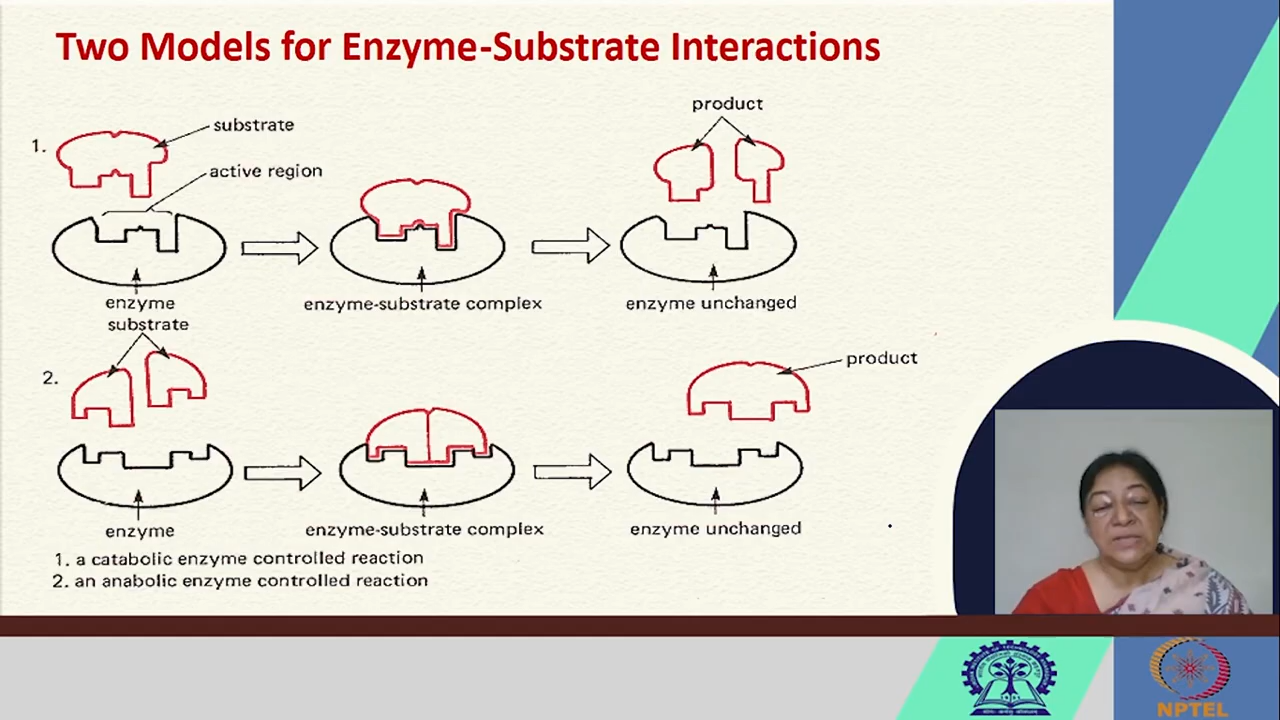 Two Models for Enzyme-Substrate Interactions
1.
substrate
active region
product
enzyme
enzyme-substrate complex
enzyme unchanged
substrate
2.
product
enzyme
enzyme-substrate complex
enzyme unchanged
1. a catabolic enzyme controlled reaction
2. an anabolic enzyme controlled reaction
NPTEL